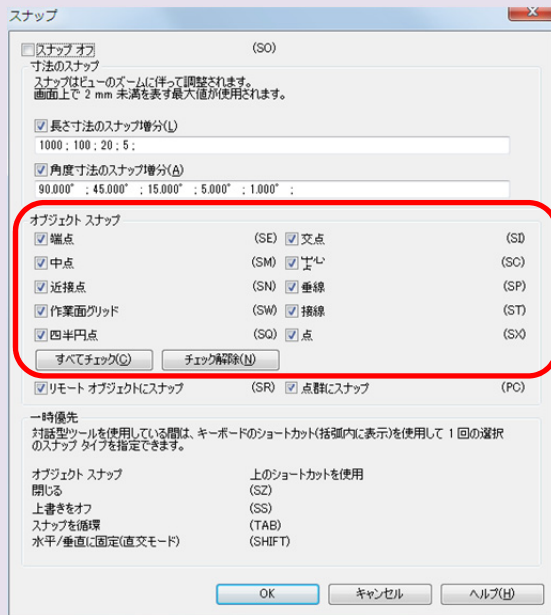 スナップ
スナップ オフ (SO)
寸法のスナップ
スナップはビューのズームに伴って調整されます。
画面上で 2 mm 未満を表す最大値が使用されます。
長さ寸法のスナップ増分(L)
1000 ; 100 ; 20 ; 5 ;
角度寸法のスナップ増分(A)
90.000° ; 45.000° ; 15.000° ; 5.000° ; 1.000° ;
オブジェクト スナップ
端点 (SE) 交点 (SI)
中点 (SM) (SC)
近接点 (SN) 垂線 (SP)
作業面グリッド (SW) 接線 (ST)
四半円点 (SQ) 点 (SX)
すべてチェック(C) チェック解除(N)
リモート オブジェクトにスナップ (SR) 点群にスナップ (PC)
一時優先
対話型ツールを使用している間は、キーボードのショートカット(括弧内に表示)を使用して 1 回の選択
のスナップ タイプを指定できます。
オブジェクト スナップ 上のショートカットを使用
閉じる (SZ)
上書きをオフ (SS)
スナップを循環 (TAB)
水平/垂直に固定(直交モード) (SHIFT)
OK キャンセル ヘルプ(H)